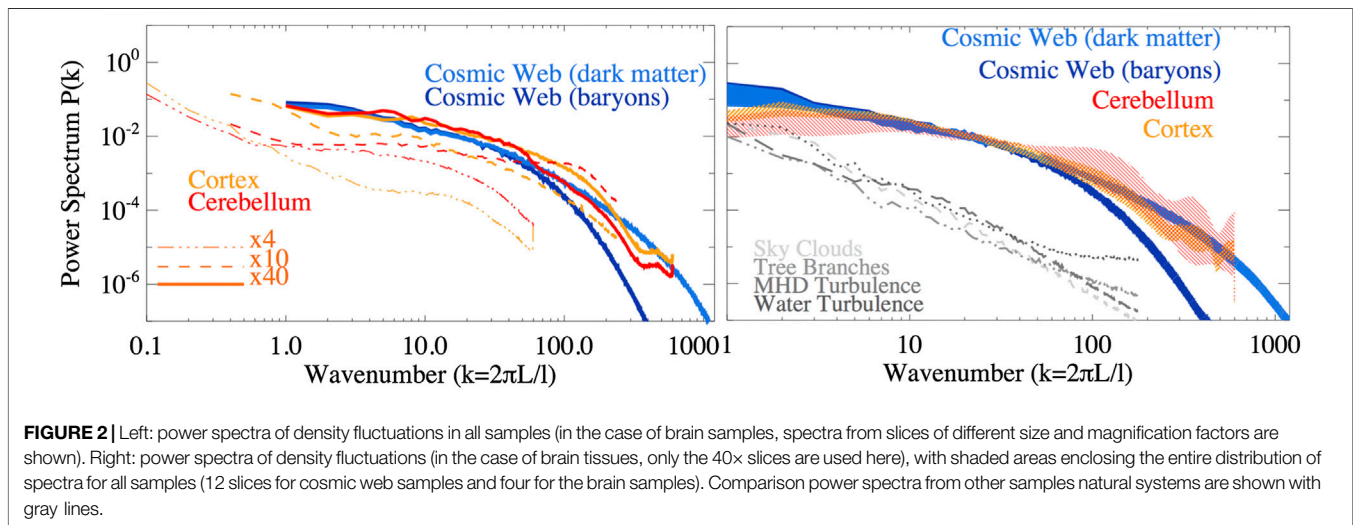 Cosmic Web (dark matter)
Cosmic Web (baryons)
Cortex
Cerebellum
x4
x10
x40
Power Spectrum P(k)
10^0
10^-2
10^-4
10^-6
0.1 1.0 10.0 100.0 1000
Wavenumber (k=2πL/l)
Cosmic Web (dark matter)
Cosmic Web (baryons)
Cerebellum
Cortex
Sky Clouds
Tree Branches
MHD Turbulence
Water Turbulence
1 10 100 1000
Wavenumber (k=2πL/l)
FIGURE 2 | Left: power spectra of density fluctuations in all samples (in the case of brain samples, spectra from slices of different size and magnification factors are
shown). Right: power spectra of density fluctuations (in the case of brain tissues, only the 40× slices are used here), with shaded areas enclosing the entire distribution of
spectra for all samples (12 slices for cosmic web samples and four for the brain samples). Comparison power spectra from other samples natural systems are shown with
gray lines.